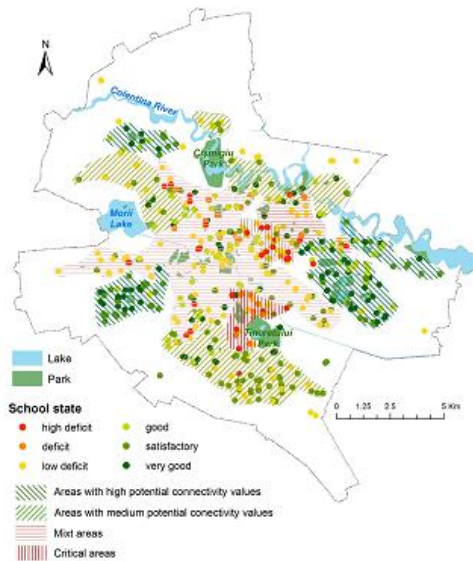 N
Colentina River
Morii
Lake
Park
Tineretului
Park
Lake
Park
School state
high deficit
deficit
low deficit
good
satisfactory
very good
0 1.25 2.5 5 Km
Areas with high potential connectivity values
Areas with medium potential conectivity values
Mixt areas
Critical areas